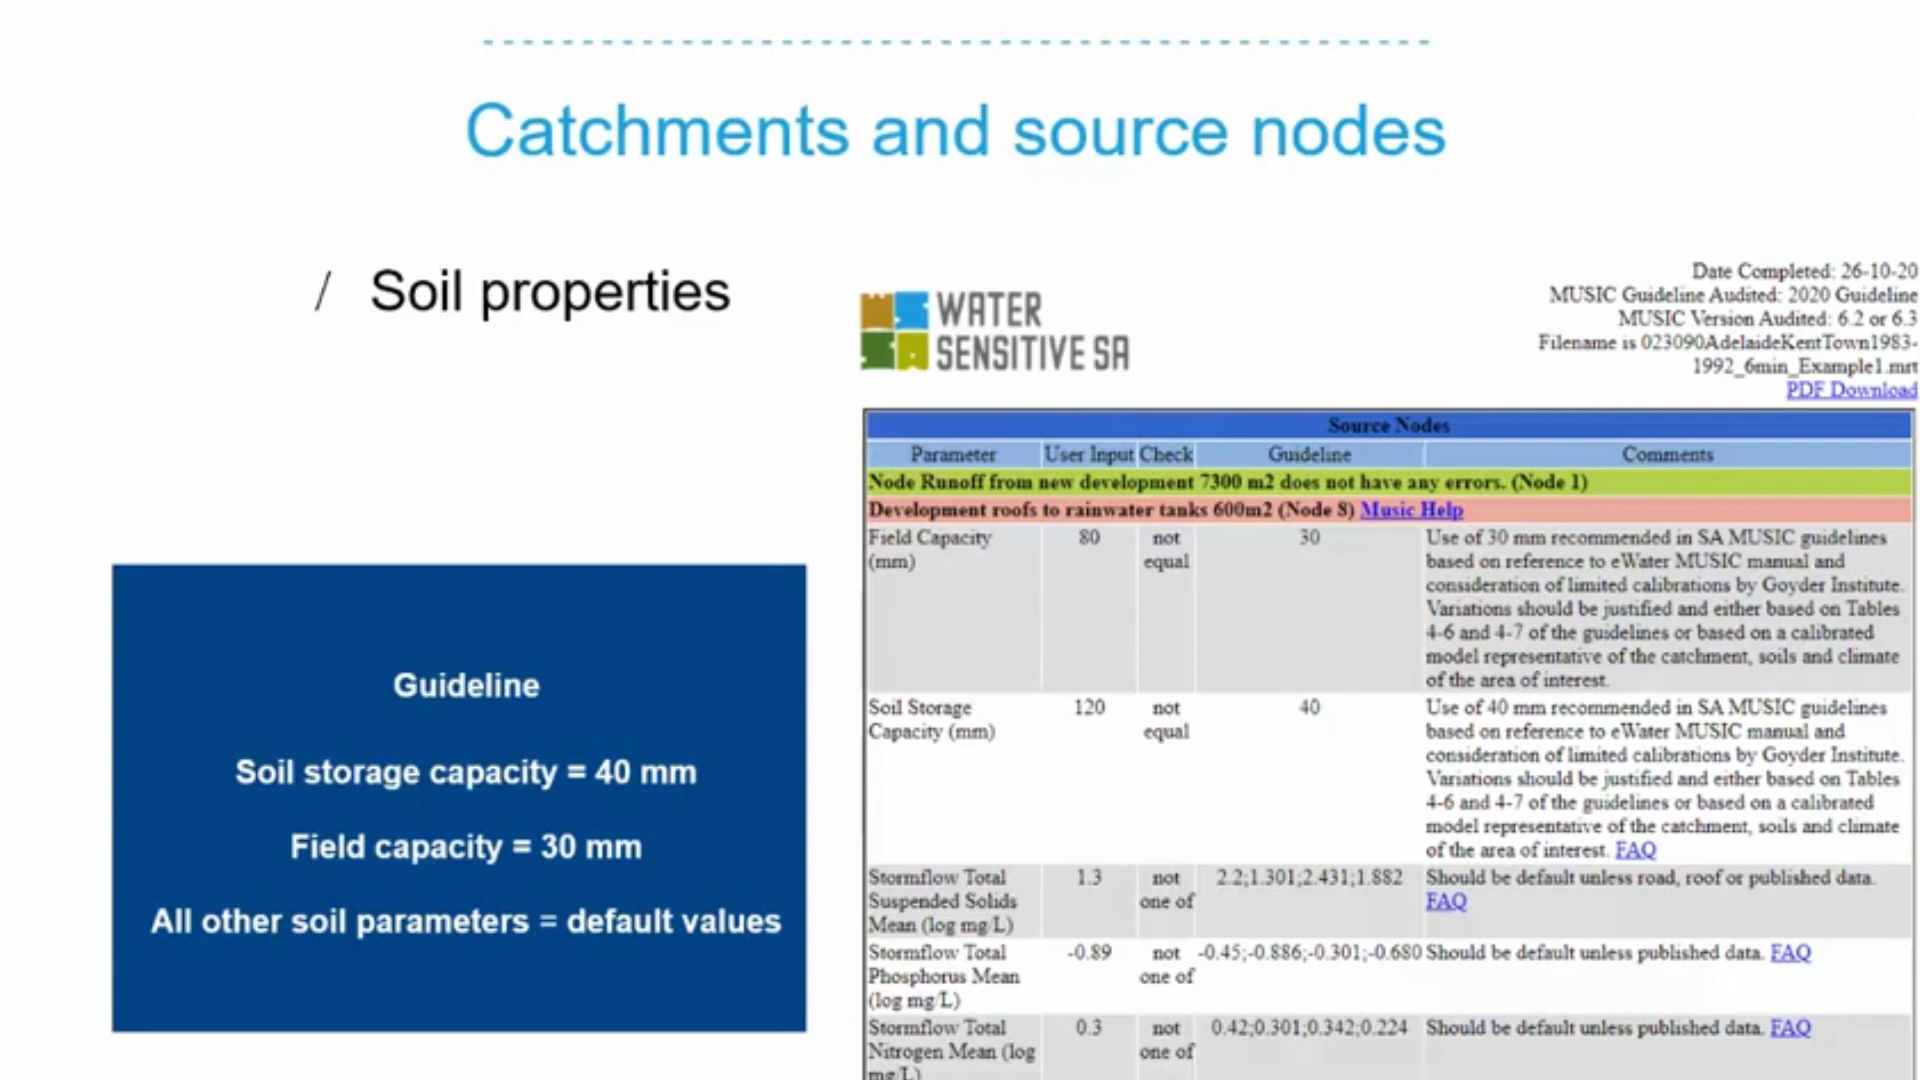 Catchments and source nodes
/ Soil properties
Guideline
Soil storage capacity = 40 mm
Field capacity = 30 mm
All other soil parameters = default values
WATER
SENSITIVE SA
Date Completed: 26-10-20
MUSIC Guideline Audited: 2020 Guideline
MUSIC Version Audited: 6.2 or 6.3
Filename is 023090AdelaideKentTown1983-
1992_6min_Example1.mrt
PDF Download
Source Nodes
Parameter User Input Check Guideline Comments
Node Runoff from new development 7300 m2 does not have any errors. (Node 1)
Development roofs to rainwater tanks 600m2 (Node 8) Music Help
Field Capacity 80 not 30 Use of 30 mm recommended in SA MUSIC guidelines
(mm) equal based on reference to eWater MUSIC manual and
consideration of limited calibrations by Goyder Institute.
Variations should be justified and either based on Tables
4-6 and 4-7 of the guidelines or based on a calibrated
model representative of the catchment, soils and climate
of the area of interest.
Soil Storage 120 not 40 Use of 40 mm recommended in SA MUSIC guidelines
Capacity (mm) equal based on reference to eWater MUSIC manual and
consideration of limited calibrations by Goyder Institute.
Variations should be justified and either based on Tables
4-6 and 4-7 of the guidelines or based on a calibrated
model representative of the catchment, soils and climate
of the area of interest. FAQ
Stormflow Total 1.3 not 2.2;1.301;2.431;1.882 Should be default unless road, roof or published data.
Suspended Solids one of FAQ
Mean (log mg/L)
Stormflow Total -0.89 not -0.45;-0.886;-0.301;-0.680 Should be default unless published data. FAQ
Phosphorus Mean one of
(log mg/L)
Stormflow Total 0.3 not 0.42;0.301;0.342;0.224 Should be default unless published data. FAQ
Nitrogen Mean (log one of
mg/L)